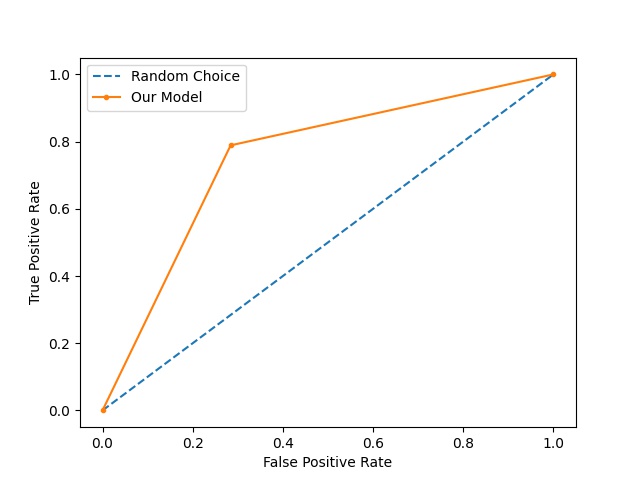 Random Choice
Our Model
1.0
0.8
0.6
0.4
0.2
0.0
True Positive Rate
0.0 0.2 0.4 0.6 0.8 1.0
False Positive Rate